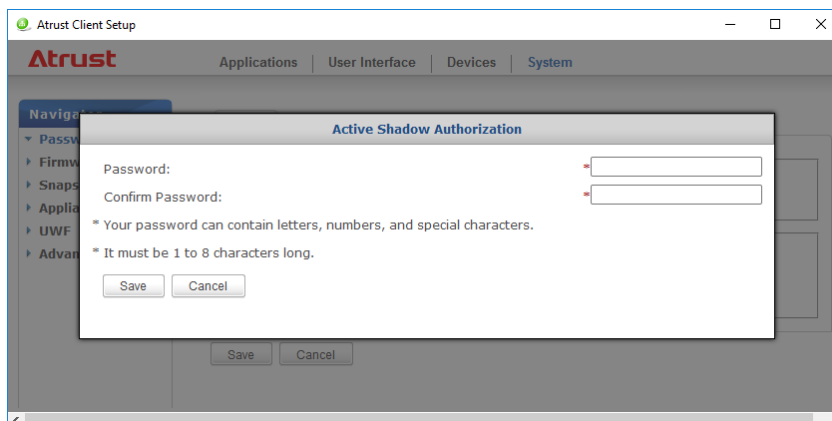 Atrust Client Setup
Atrust
Applications | User Interface | Devices | System
Active Shadow Authorization
Password:
*
Confirm Password:
*
* Your password can contain letters, numbers, and special characters.
* It must be 1 to 8 characters long.
Save Cancel
UWF
Save Cancel